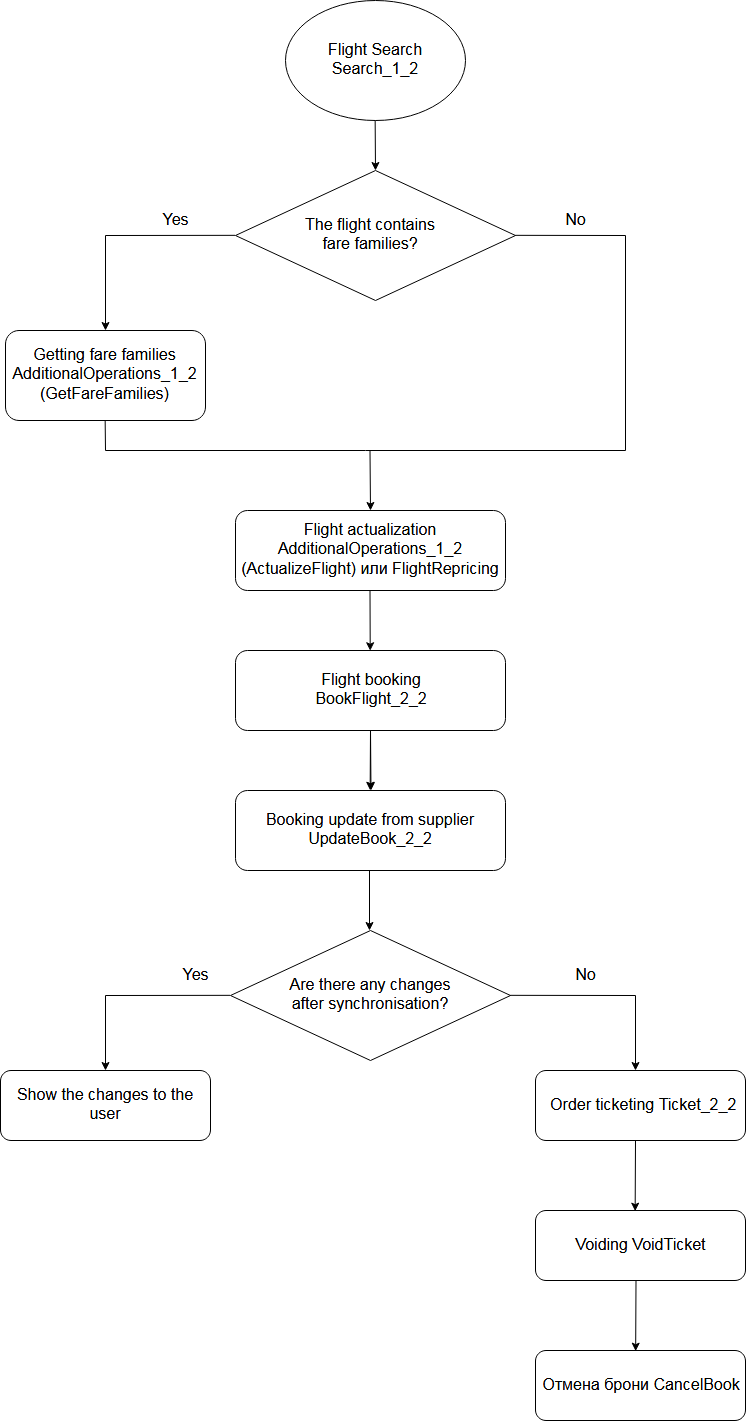 Flight Search
Search_1_2
The flight contains
fare families?
Yes
No
Getting fare families
AdditionalOperations_1_2
(GetFareFamilies)
Flight actualization
AdditionalOperations_1_2
(ActualizeFlight) или FlightRepricing
Flight booking
BookFlight_2_2
Booking update from supplier
UpdateBook_2_2
Are there any changes
after synchronisation?
Yes
No
Show the changes to the
user
Order ticketing Ticket_2_2
Voiding VoidTicket
Отмена брони CancelBook